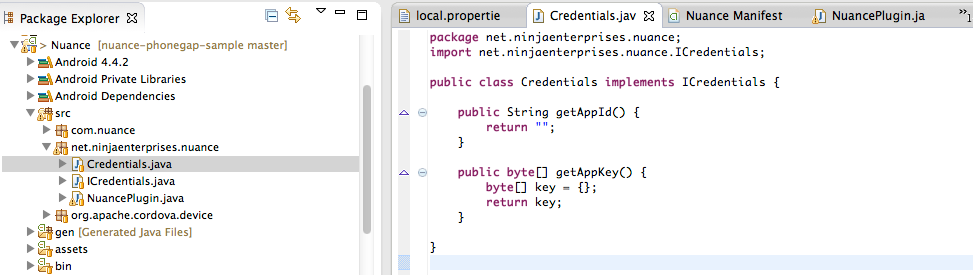 Package Explorer
> Nuance [nuance-phonegap-sample master]
Android 4.4.2
Android Private Libraries
Android Dependencies
src
com.nuance
net.ninjaenterprises.nuance
Credentials.java
ICredentials.java
NuancePlugin.java
org.apache.cordova.device
gen [Generated Java Files]
assets
bin
local.propertie
Credentials.jav
Nuance Manifest
NuancePlugin.ja
»1
package net.ninjaenterprises.nuance;
import net.ninjaenterprises.nuance.ICredentials;
public class Credentials implements ICredentials {
public String getAppId() {
return "";
}
public byte[] getAppKey() {
byte[] key = {};
return key;
}
}